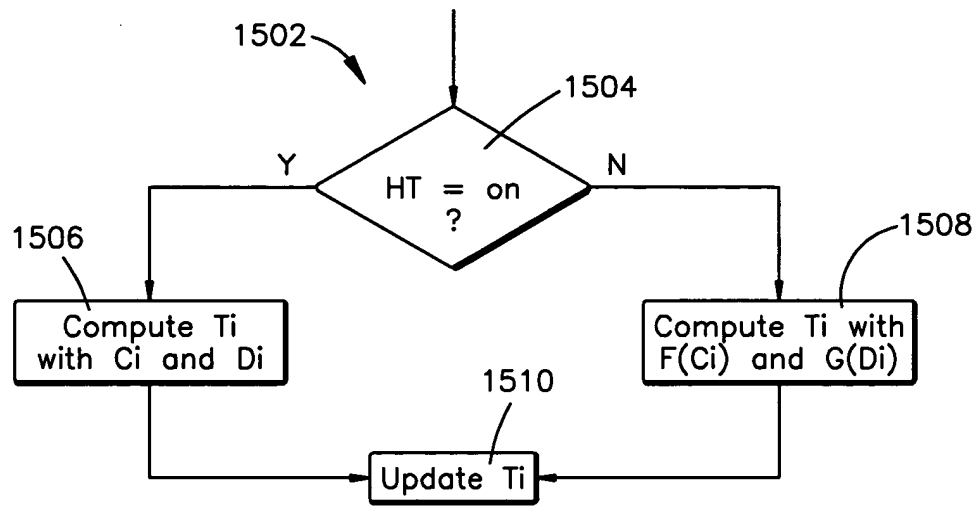 1502
1504
Y
N
HT = on
?
1506
1508
Compute Ti
with Ci and Di
Compute Ti with
F(Ci) and G(Di)
1510
Update Ti